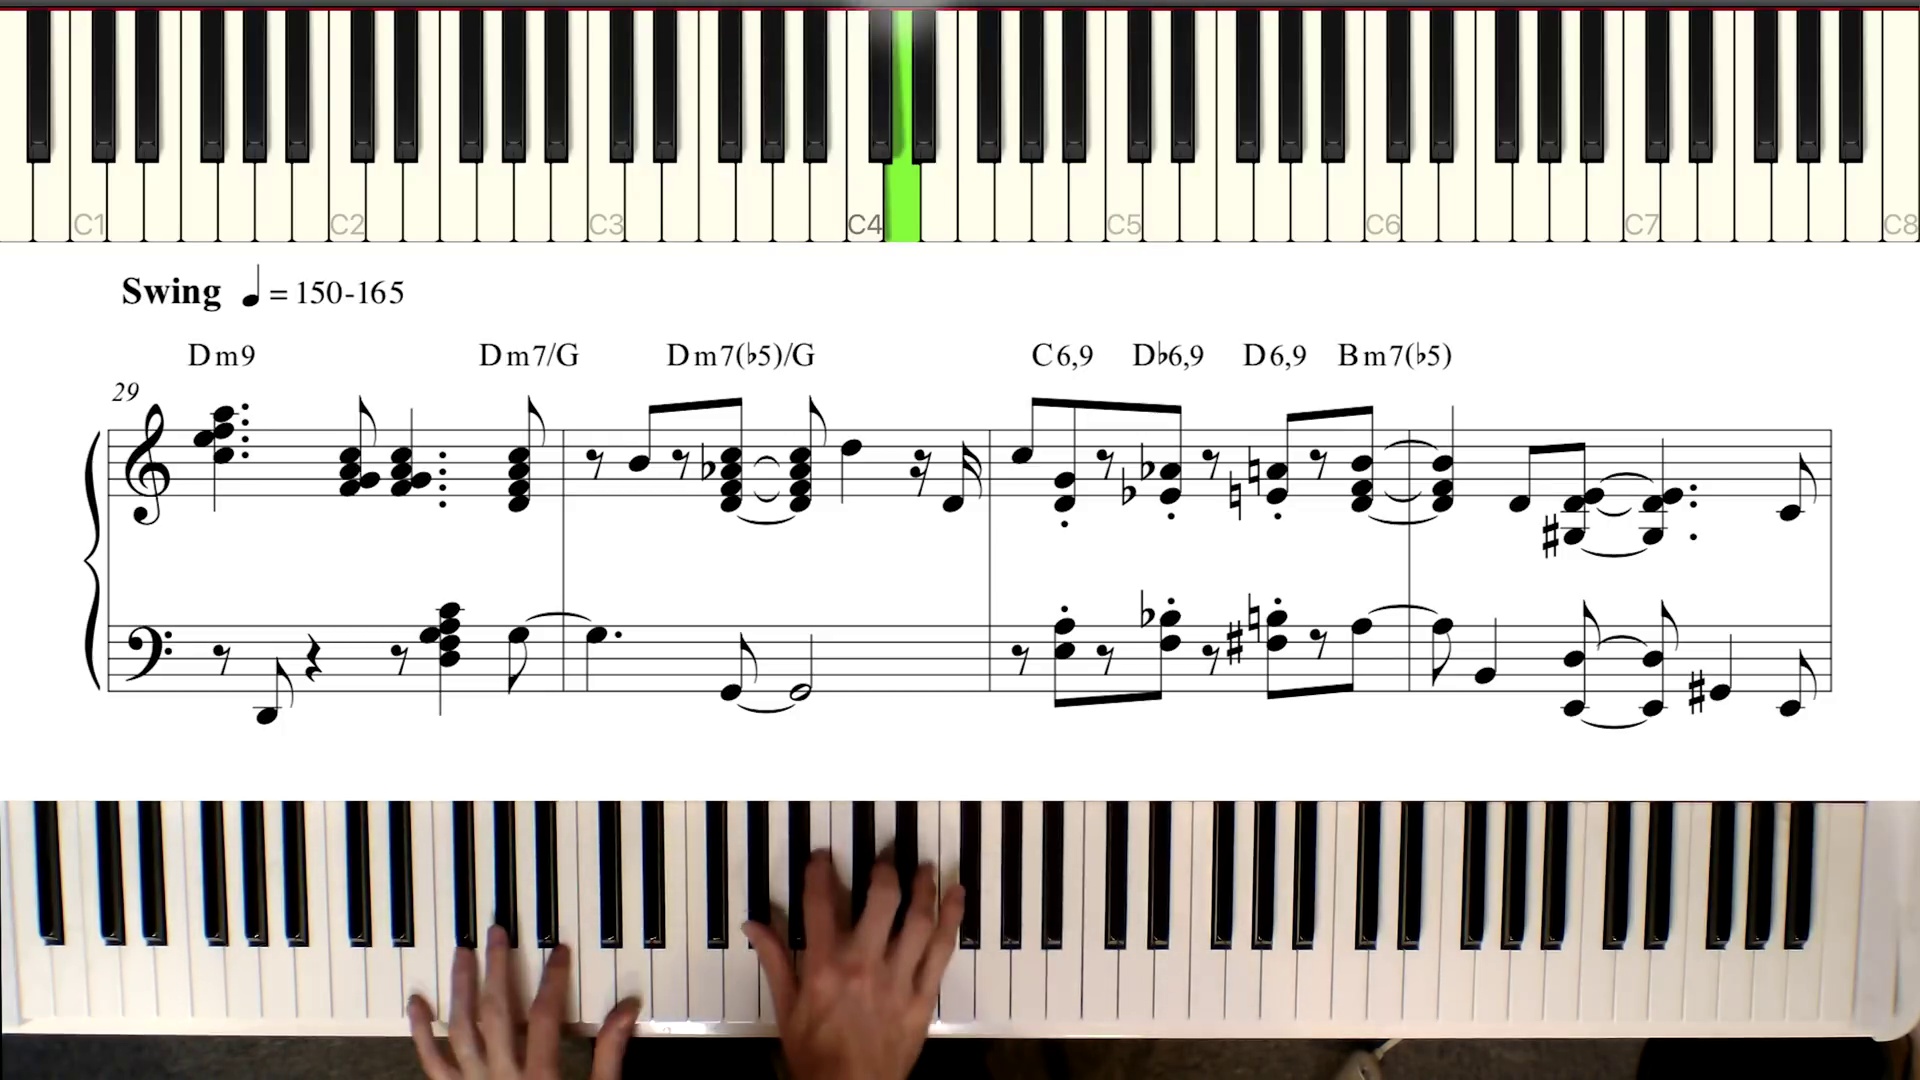 C1 C2 C3 C4 C5 C6 C7 C8
Swing ♩ = 150-165
Dm9 Dm7/G Dm7(♭5)/G C6,9 D♭6,9 D6,9 Bm7(♭5)
29